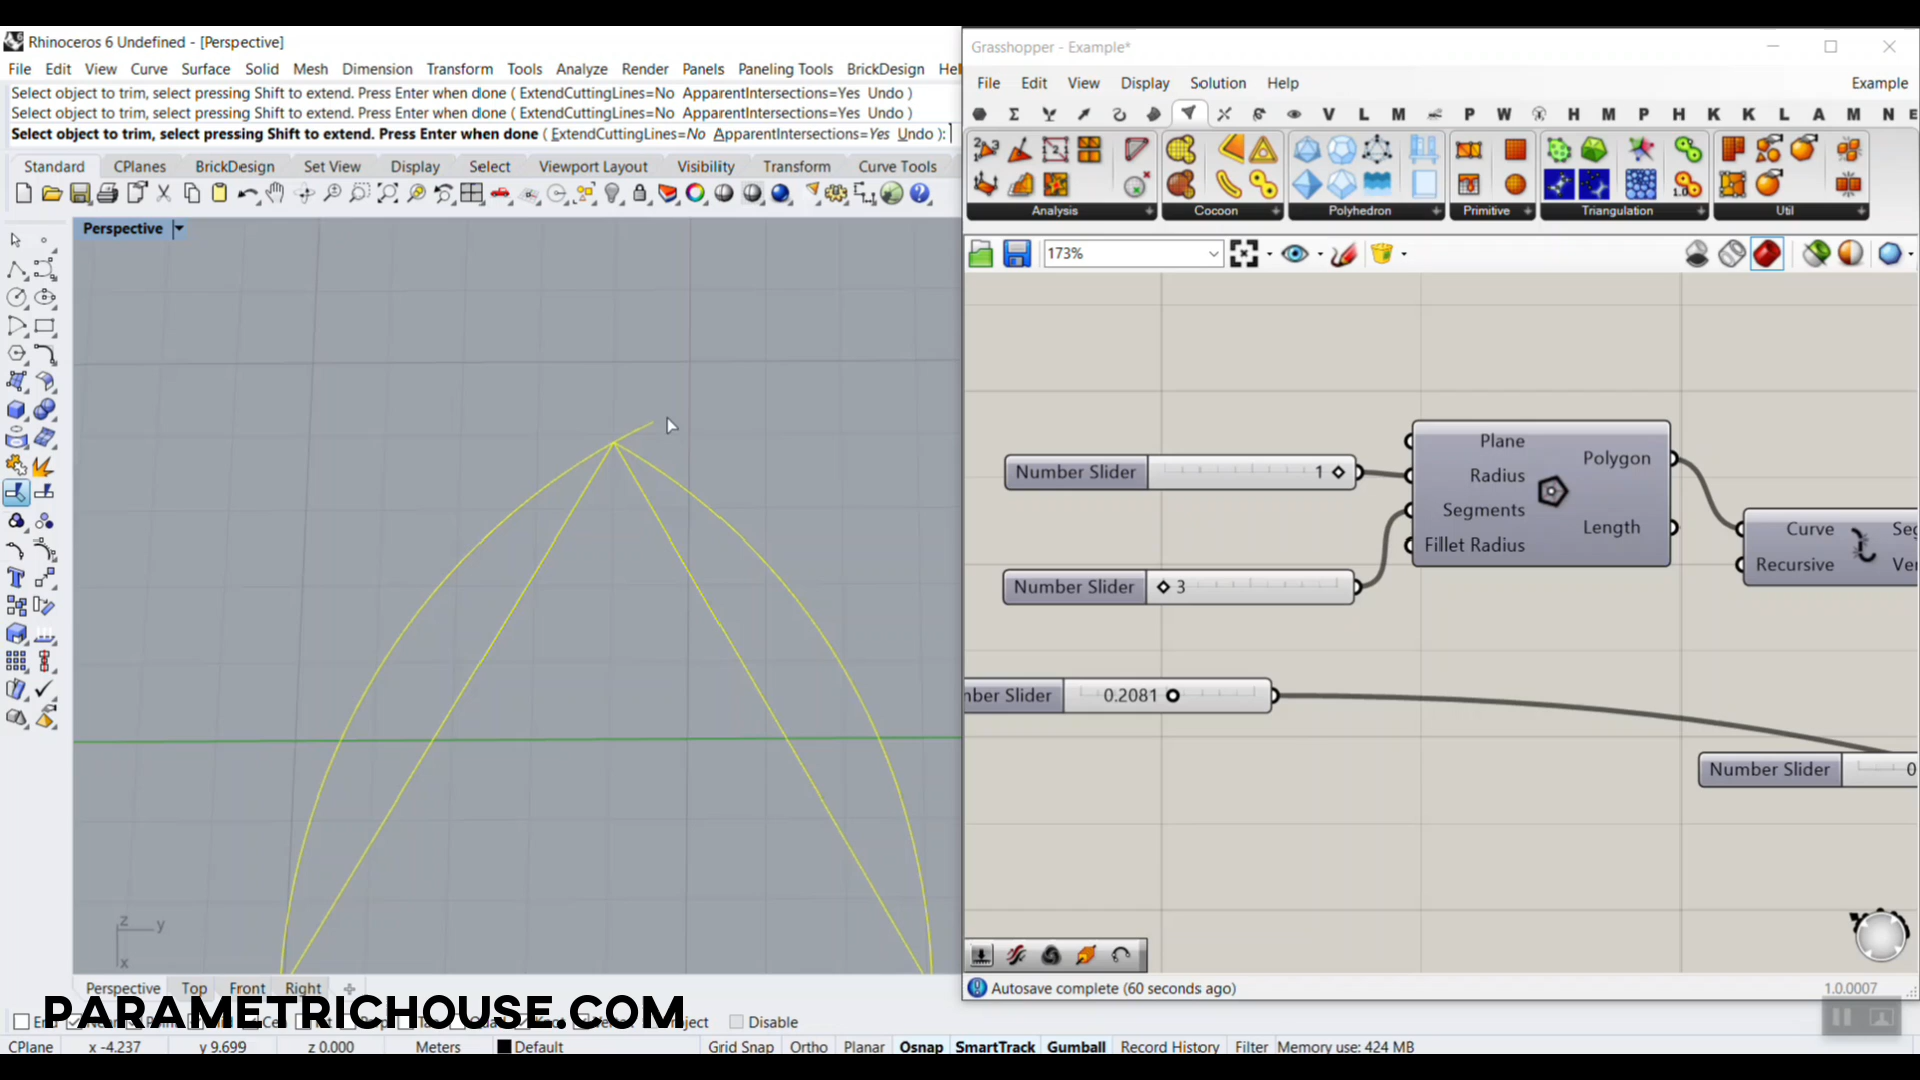 Rhinoceros 6 Undefined - [Perspective]
File Edit View Curve Surface Solid Mesh Dimension Transform Tools Analyze Render Panels Paneling Tools BrickDesign Hel
Select object to trim, select pressing Shift to extend. Press Enter when done ( ExtendCuttingLines=No ApparentIntersections=Yes Undo )
Select object to trim, select pressing Shift to extend. Press Enter when done ( ExtendCuttingLines=No ApparentIntersections=Yes Undo )
Select object to trim, select pressing Shift to extend. Press Enter when done ( ExtendCuttingLines=No ApparentIntersections=Yes Undo ):
Standard CPlanes BrickDesign Set View Display Select Viewport Layout Visibility Transform Curve Tools
Perspective
z
y
x
Perspective Top Front Right
PARAMETRICHOUSE.COM
Disable
CPlane x -4.237 y 9.699 z 0.000 Meters Default Grid Snap Ortho Planar Osnap SmartTrack Gumball Record History Filter Memory use: 424 MB
Grasshopper - Example*
File Edit View Display Solution Help Example
V L M P W H M P H K K L A M N E
Analysis Cocoon Polyhedron Primitive Triangulation Util
173%
Number Slider 1
Number Slider 3
Plane
Radius
Segments
Fillet Radius
Polygon
Length
Curve Seg
Recursive Ver
nber Slider 0.2081
Number Slider 0
Autosave complete (60 seconds ago)
1.0.0007